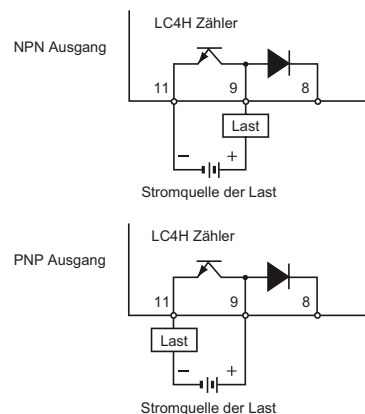 LC4H Zähler
NPN Ausgang
11 9 8
Last
– +
Stromquelle der Last
LC4H Zähler
PNP Ausgang
11 9 8
Last
– +
Stromquelle der Last